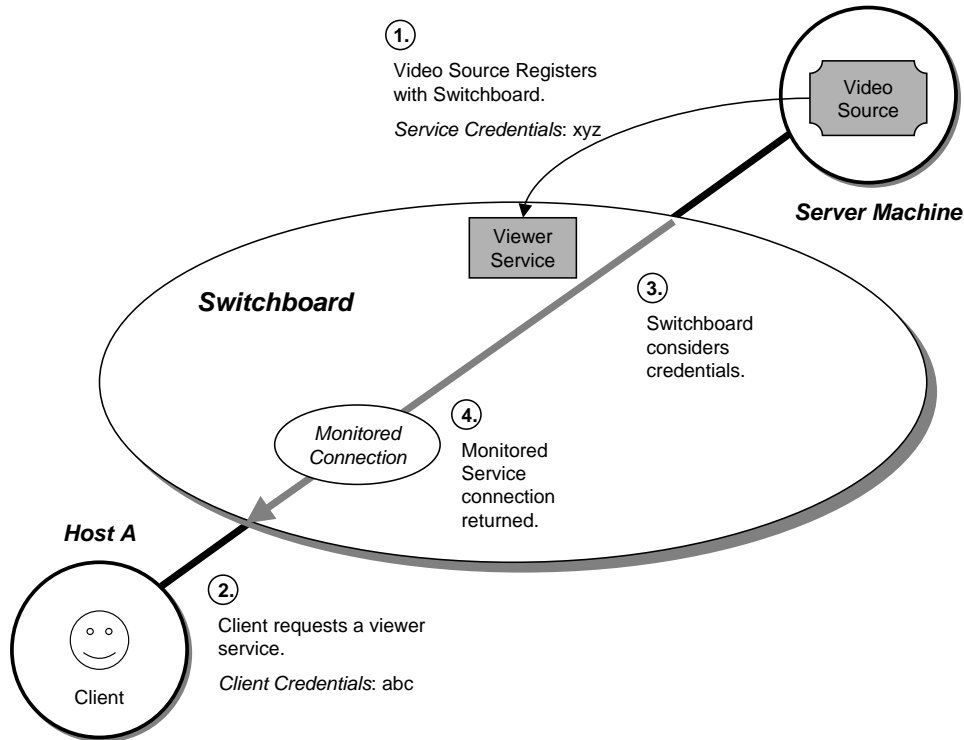 1.
Video Source Registers
with Switchboard.
Service Credentials: xyz
Video
Source
Server Machine
Viewer
Service
Switchboard
3.
Switchboard
considers
credentials.
4.
Monitored
Service
connection
returned.
Monitored
Connection
Host A
2.
Client requests a viewer
service.
Client Credentials: abc
Client